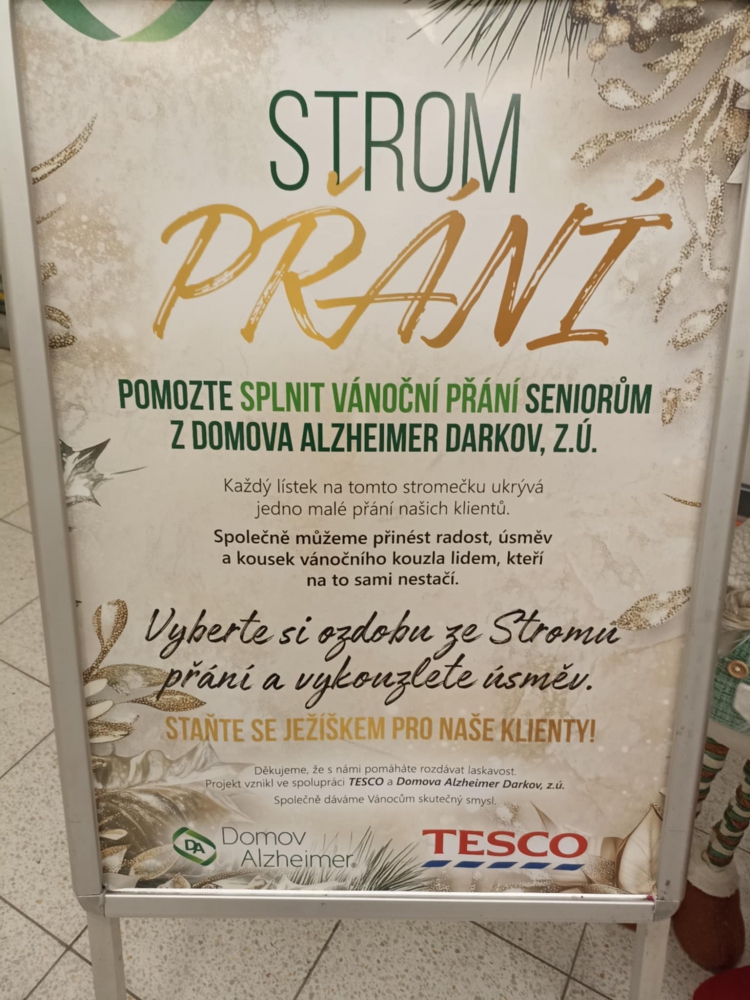 STROM
PŘÁNÍ
POMOZTE SPLNIT VÁNOČNÍ PŘÁNÍ SENIORŮM
Z DOMOVA ALZHEIMER DARKOV, Z.Ú.
Každý lístek na tomto stromečku ukrývá
jedno malé přání našich klientů.
Společně můžeme přinést radost, úsměv
a kousek vánočního kouzla lidem, kteří
na to sami nestačí.
Vyberte si ozdobu ze Stromu
přání a vykouzlete úsměv.
STAŇTE SE JEŽÍŠKEM PRO NAŠE KLIENTY!
Děkujeme, že s námi pomáháte rozdávat laskavost.
Projekt vznikl ve spolupráci TESCO a Domova Alzheimer Darkov, z.ú.
Společně dáváme Vánocům skutečný smysl.
DA Domov
Alzheimer
TESCO